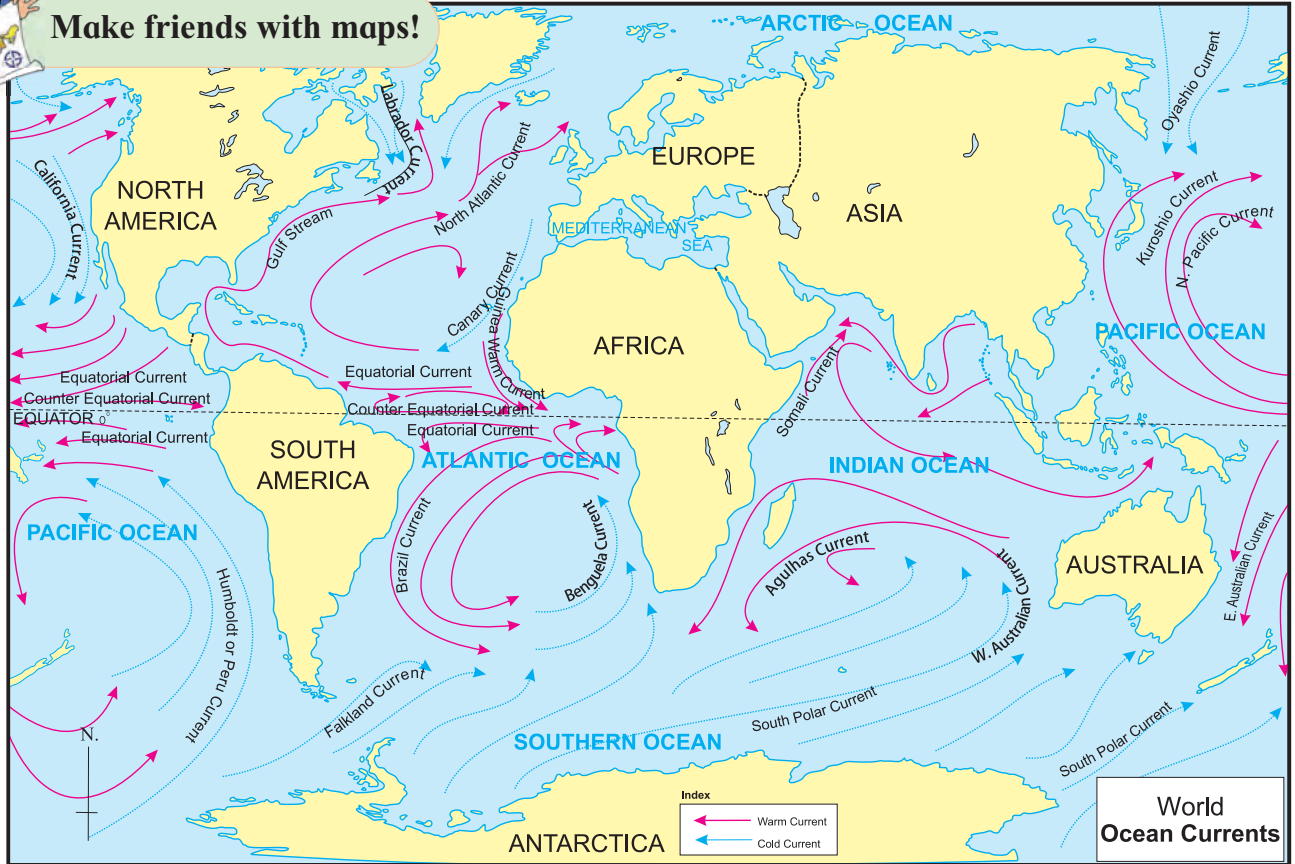 Make friends with maps!
ARCTIC OCEAN
Labrador Current
Oyashio Current
California Current
NORTH
AMERICA
Gulf Stream
North Atlantic Current
EUROPE
ASIA
MEDITERRANEAN
SEA
Kuroshio Current
N. Pacific Current
Canary Current
Guinea Warm Current
AFRICA
PACIFIC OCEAN
Somali Current
Equatorial Current
Equatorial Current
Counter Equatorial Current
Counter Equatorial Current
EQUATOR 0°
Equatorial Current
Equatorial Current
SOUTH
AMERICA
ATLANTIC OCEAN
INDIAN OCEAN
PACIFIC OCEAN
Brazil Current
Benguela Current
Agulhas Current
AUSTRALIA
E. Australian Current
Humboldt or Peru Current
W. Australian Current
Falkland Current
South Polar Current
South Polar Current
N.
SOUTHERN OCEAN
ANTARCTICA
Index
Warm Current
Cold Current
World
Ocean Currents